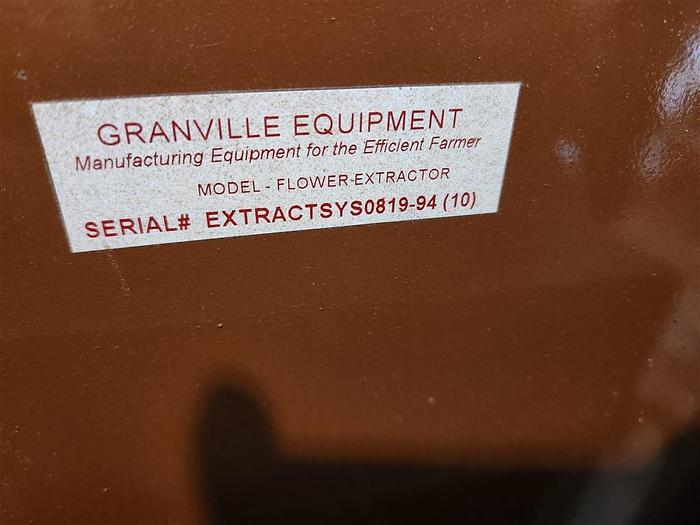 GRANVILLE EQUIPMENT
Manufacturing Equipment for the Efficient Farmer
MODEL - FLOWER EXTRACTOR
SERIAL# EXTRACTSYS0819-94 (10)